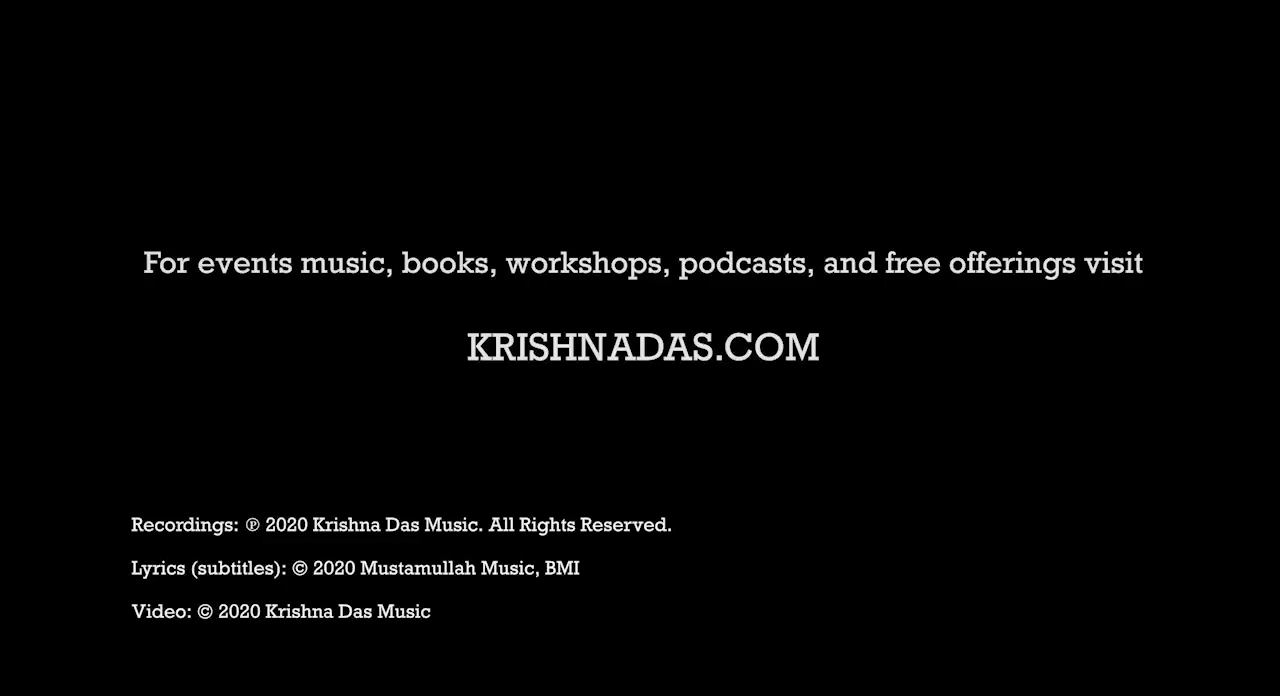 For events music, books, workshops, podcasts, and free offerings visit
KRISHNADAS.COM
Recordings: ℗ 2020 Krishna Das Music. All Rights Reserved.
Lyrics (subtitles): © 2020 Mustamullah Music, BMI
Video: © 2020 Krishna Das Music